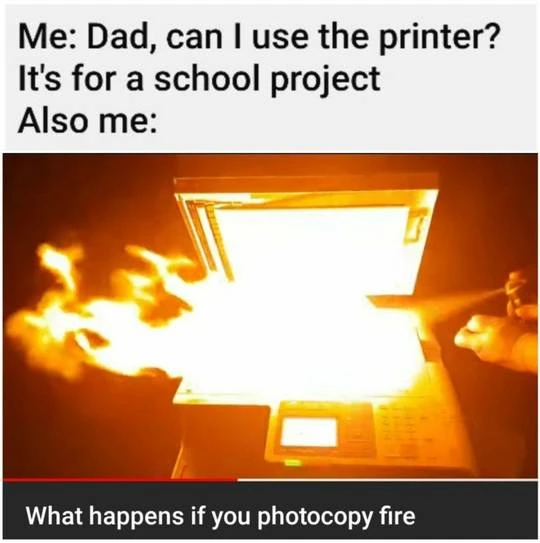 Me: Dad, can I use the printer?
It's for a school project
Also me:
What happens if you photocopy fire